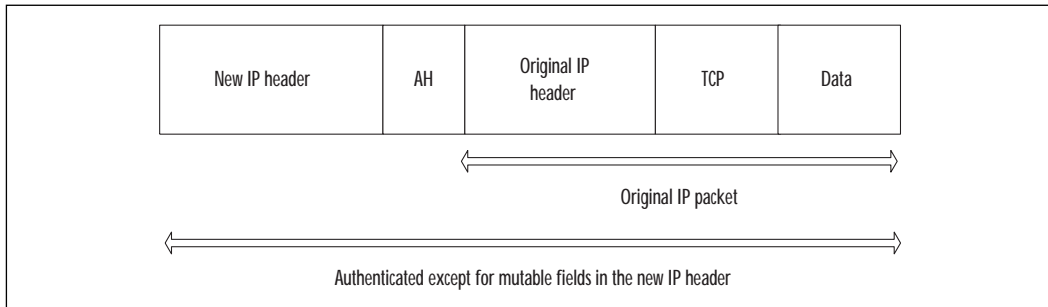 New IP header
AH
Original IP
header
TCP
Data
Original IP packet
Authenticated except for mutable fields in the new IP header